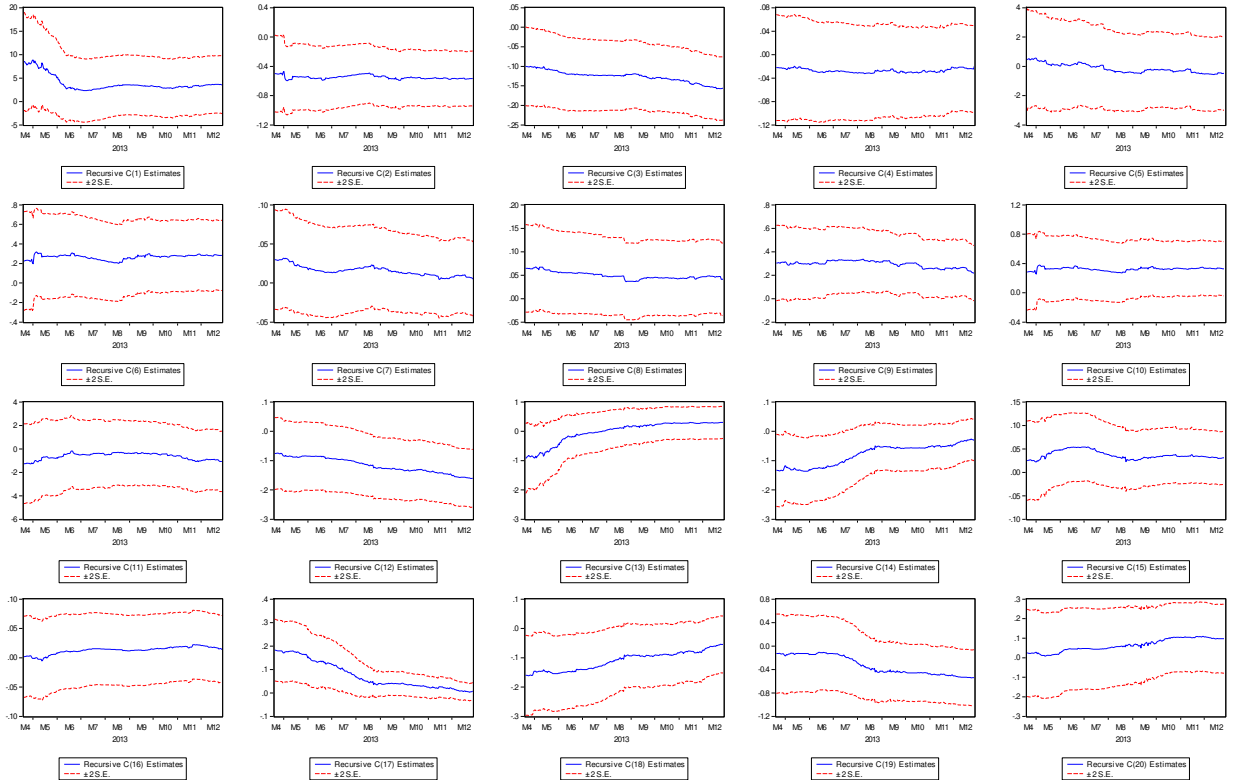 20
15
10
5
0
-5
M4 M5 M6 M7 M8 M9 M10 M11 M12
2013
Recursive C(1) Estimates
± 2 S.E.
0.4
0.0
-0.4
-0.8
-1.2
M4 M5 M6 M7 M8 M9 M10 M11 M12
2013
Recursive C(2) Estimates
± 2 S.E.
.05
.00
-.05
-.10
-.15
-.20
-.25
M4 M5 M6 M7 M8 M9 M10 M11 M12
2013
Recursive C(3) Estimates
± 2 S.E.
.08
.04
.00
-.04
-.08
-.12
M4 M5 M6 M7 M8 M9 M10 M11 M12
2013
Recursive C(4) Estimates
± 2 S.E.
4
2
0
-2
-4
M4 M5 M6 M7 M8 M9 M10 M11 M12
2013
Recursive C(5) Estimates
± 2 S.E.
.8
.6
.4
.2
.0
-.2
-.4
M4 M5 M6 M7 M8 M9 M10 M11 M12
2013
Recursive C(6) Estimates
± 2 S.E.
.10
.05
.00
-.05
M4 M5 M6 M7 M8 M9 M10 M11 M12
2013
Recursive C(7) Estimates
± 2 S.E.
.20
.15
.10
.05
.00
-.05
M4 M5 M6 M7 M8 M9 M10 M11 M12
2013
Recursive C(8) Estimates
± 2 S.E.
.8
.6
.4
.2
.0
-.2
M4 M5 M6 M7 M8 M9 M10 M11 M12
2013
Recursive C(9) Estimates
± 2 S.E.
1.2
0.8
0.4
0.0
-0.4
M4 M5 M6 M7 M8 M9 M10 M11 M12
2013
Recursive C(10) Estimates
± 2 S.E.
4
2
0
-2
-4
-6
M4 M5 M6 M7 M8 M9 M10 M11 M12
2013
Recursive C(11) Estimates
± 2 S.E.
.1
.0
-.1
-.2
-.3
M4 M5 M6 M7 M8 M9 M10 M11 M12
2013
Recursive C(12) Estimates
± 2 S.E.
.1
.0
-.1
-.2
-.3
M4 M5 M6 M7 M8 M9 M10 M11 M12
2013
Recursive C(13) Estimates
± 2 S.E.
.1
.0
-.1
-.2
-.3
M4 M5 M6 M7 M8 M9 M10 M11 M12
2013
Recursive C(14) Estimates
± 2 S.E.
.15
.10
.05
.00
-.05
-.10
M4 M5 M6 M7 M8 M9 M10 M11 M12
2013
Recursive C(15) Estimates
± 2 S.E.
.10
.05
.00
-.05
-.10
M4 M5 M6 M7 M8 M9 M10 M11 M12
2013
Recursive C(16) Estimates
± 2 S.E.
.4
.3
.2
.1
.0
-.1
M4 M5 M6 M7 M8 M9 M10 M11 M12
2013
Recursive C(17) Estimates
± 2 S.E.
.1
.0
-.1
-.2
-.3
M4 M5 M6 M7 M8 M9 M10 M11 M12
2013
Recursive C(18) Estimates
± 2 S.E.
0.8
0.4
0.0
-0.4
-0.8
-1.2
M4 M5 M6 M7 M8 M9 M10 M11 M12
2013
Recursive C(19) Estimates
± 2 S.E.
.3
.2
.1
.0
-.1
-.2
-.3
M4 M5 M6 M7 M8 M9 M10 M11 M12
2013
Recursive C(20) Estimates
± 2 S.E.